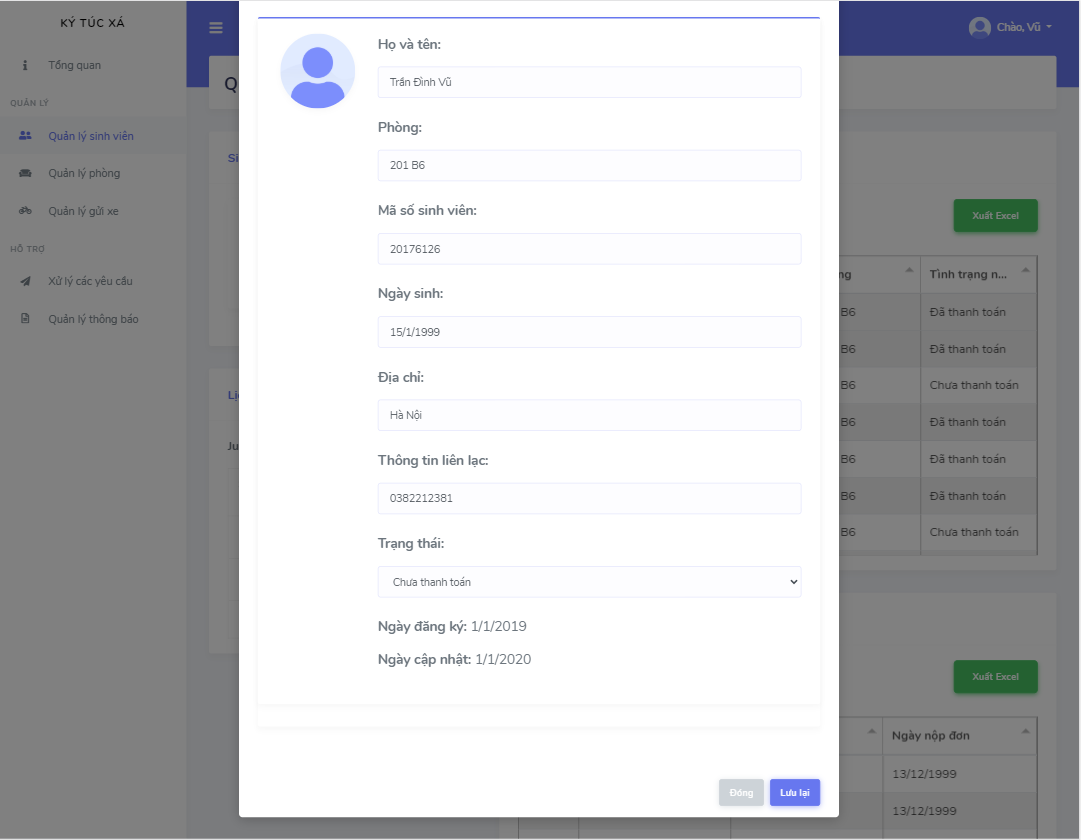 KÝ TÚC XÁ
Tổng quan
QUẢN LÝ
Quản lý sinh viên
Quản lý phòng
Quản lý gửi xe
HỖ TRỢ
Xử lý các yêu cầu
Quản lý thông báo
Chào, Vũ
Họ và tên:
Trần Đình Vũ
Phòng:
201 B6
Mã số sinh viên:
20176126
Ngày sinh:
15/1/1999
Địa chỉ:
Hà Nội
Thông tin liên lạc:
0382212381
Trạng thái:
Chưa thanh toán
Ngày đăng ký: 1/1/2019
Ngày cập nhật: 1/1/2020
Đóng
Lưu lại
Xuất Excel
Tình trạng n...
B6 Đã thanh toán
B6 Đã thanh toán
B6 Chưa thanh toán
B6 Đã thanh toán
B6 Đã thanh toán
B6 Đã thanh toán
B6 Chưa thanh toán
Xuất Excel
Ngày nộp đơn
13/12/1999
13/12/1999